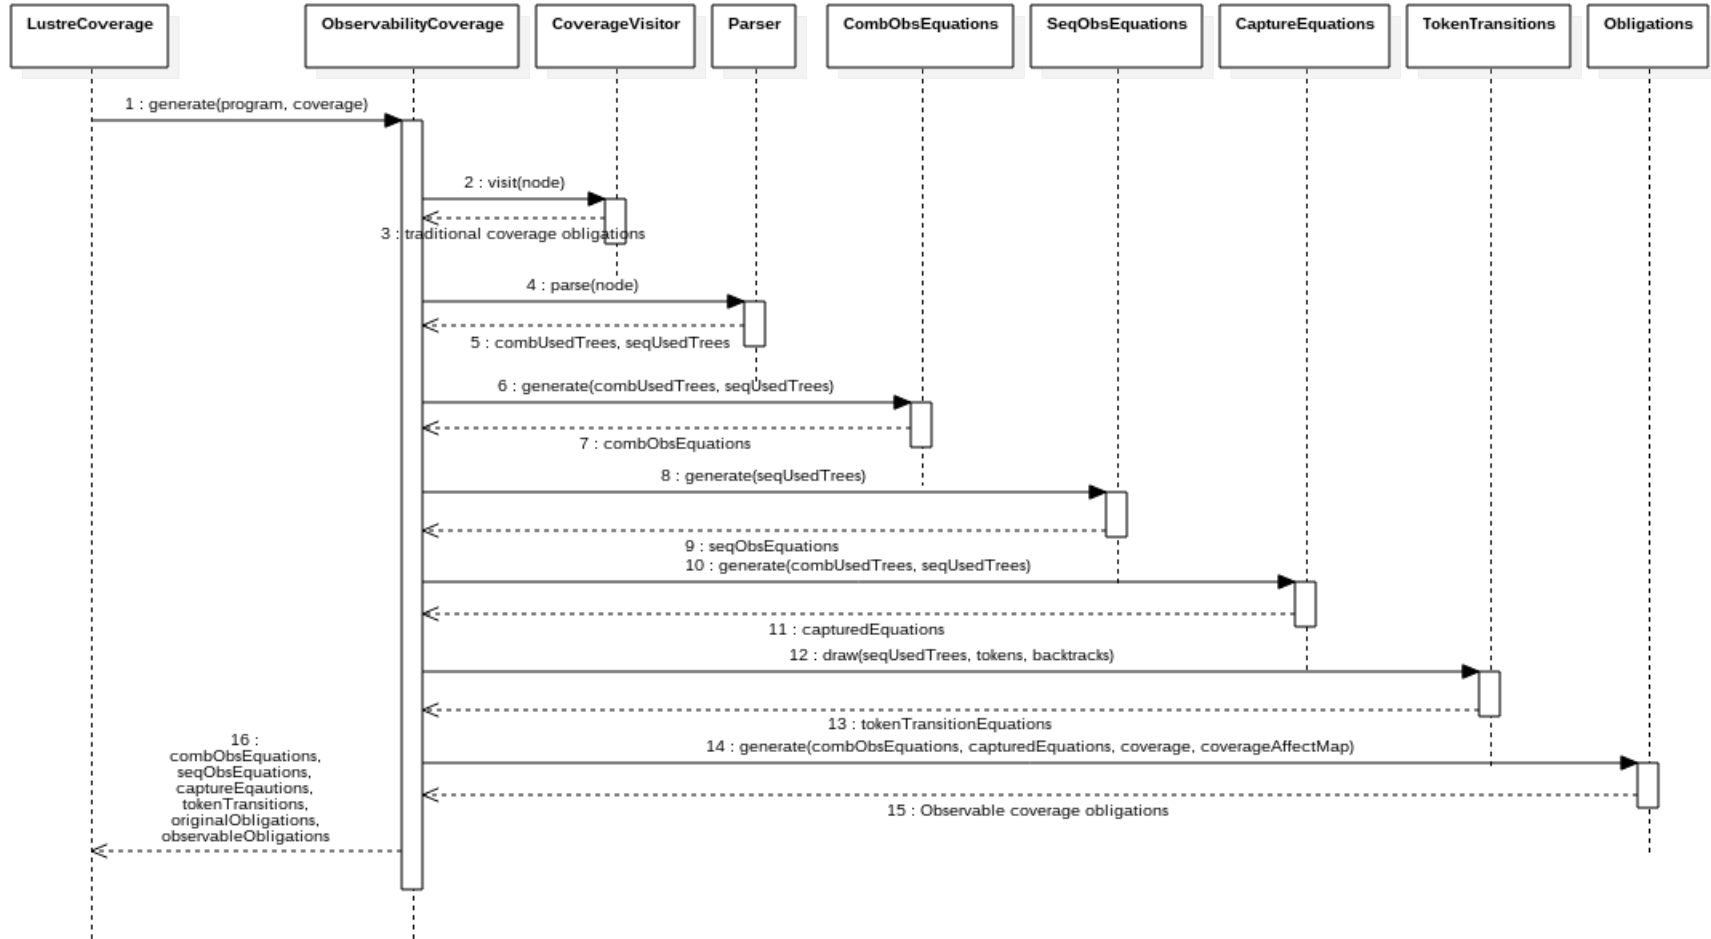 LustreCoverage
ObservabilityCoverage
CoverageVisitor
Parser
CombObsEquations
SeqObsEquations
CaptureEquations
TokenTransitions
Obligations
1 : generate(program, coverage)
2 : visit(node)
3 : traditional coverage obligations
4 : parse(node)
5 : combUsedTrees, seqUsedTrees
6 : generate(combUsedTrees, seqUsedTrees)
7 : combObsEquations
8 : generate(seqUsedTrees)
9 : seqObsEquations
10 : generate(combUsedTrees, seqUsedTrees)
11 : capturedEquations
12 : draw(seqUsedTrees, tokens, backtracks)
13 : tokenTransitionEquations
14 : generate(combObsEquations, capturedEquations, coverage, coverageAffectMap)
15 : Observable coverage obligations
16 :
combObsEquations,
seqObsEquations,
captureEqautions,
tokenTransitions,
originalObligations,
observableObligations